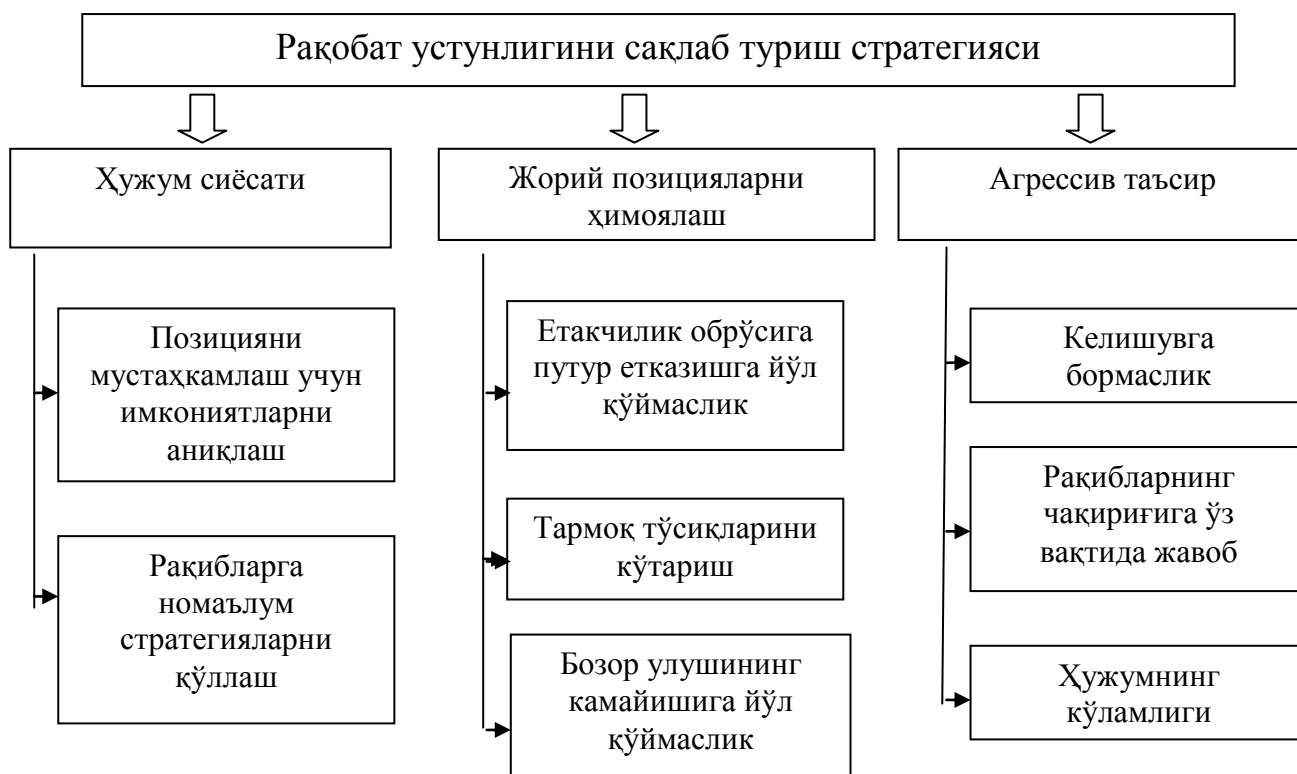 Рақобат устунлигини сақлаб туриш стратегияси
Ҳужум сиёсати
Позицияни
мустаҳкамлаш учун
имкониятларни
аниқлаш
Рақибларга
номаълум
стратегияларни
қўллаш
Жорий позицияларни
ҳимоялаш
Етакчилик обрўсига
путур етказишга йўл
қўймаслик
Тармоқ тўсиқларини
кўтариш
Бозор улушининг
камайишига йўл
қўймаслик
Агрессив таъсир
Келишувга
бормаслик
Рақибларнинг
чақириғига ўз
вақтида жавоб
Ҳужумнинг
кўламлиги